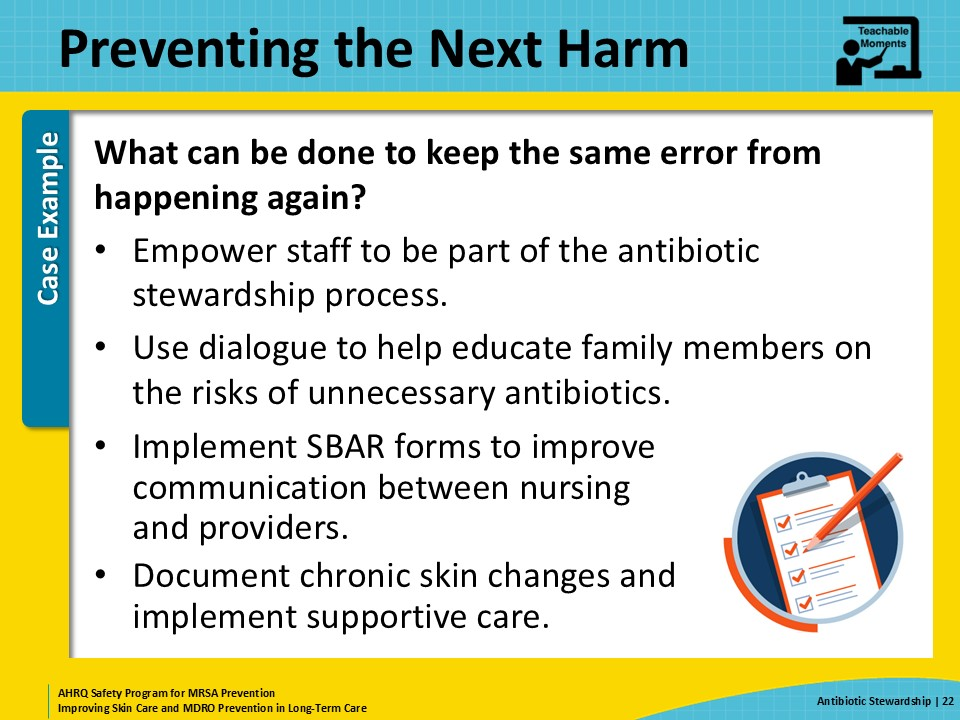 Preventing the Next Harm
Teachable
Moments
Case Example
What can be done to keep the same error from
happening again?
• Empower staff to be part of the antibiotic
stewardship process.
• Use dialogue to help educate family members on
the risks of unnecessary antibiotics.
• Implement SBAR forms to improve
communication between nursing
and providers.
• Document chronic skin changes and
implement supportive care.
AHRQ Safety Program for MRSA Prevention
Improving Skin Care and MDRO Prevention in Long-Term Care
Antibiotic Stewardship | 22